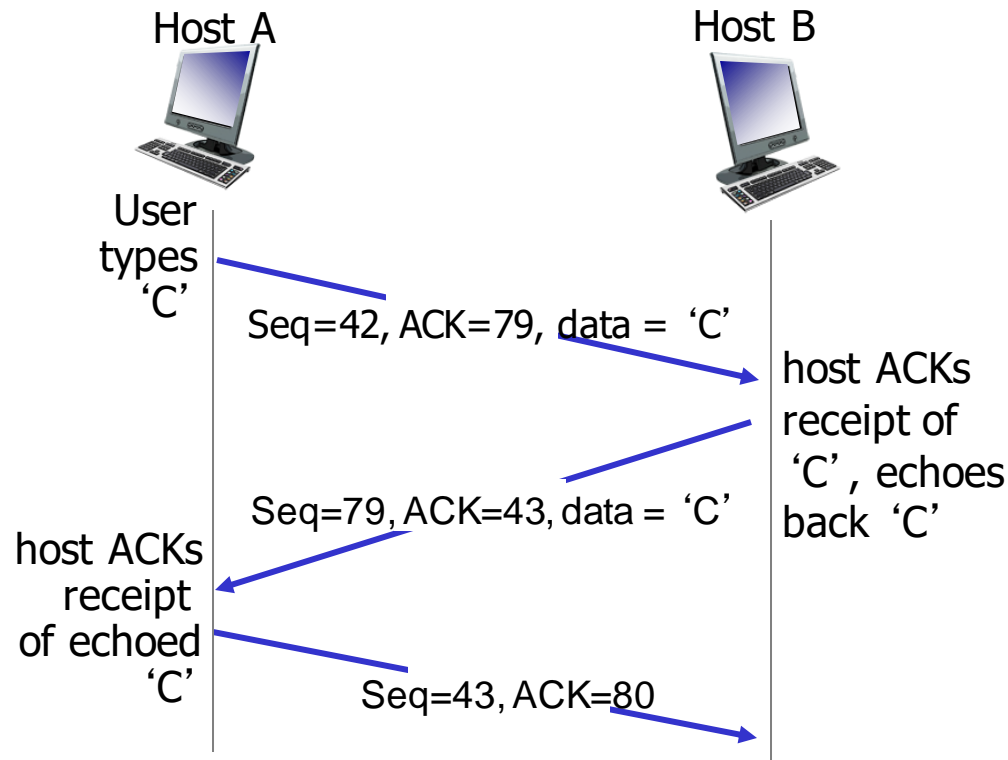 Host A
Host B
User
types
‘C’
Seq=42, ACK=79, data = ‘C’
host ACKs
receipt of
‘C’, echoes
back ‘C’
Seq=79, ACK=43, data = ‘C’
host ACKs
receipt
of echoed
‘C’
Seq=43, ACK=80